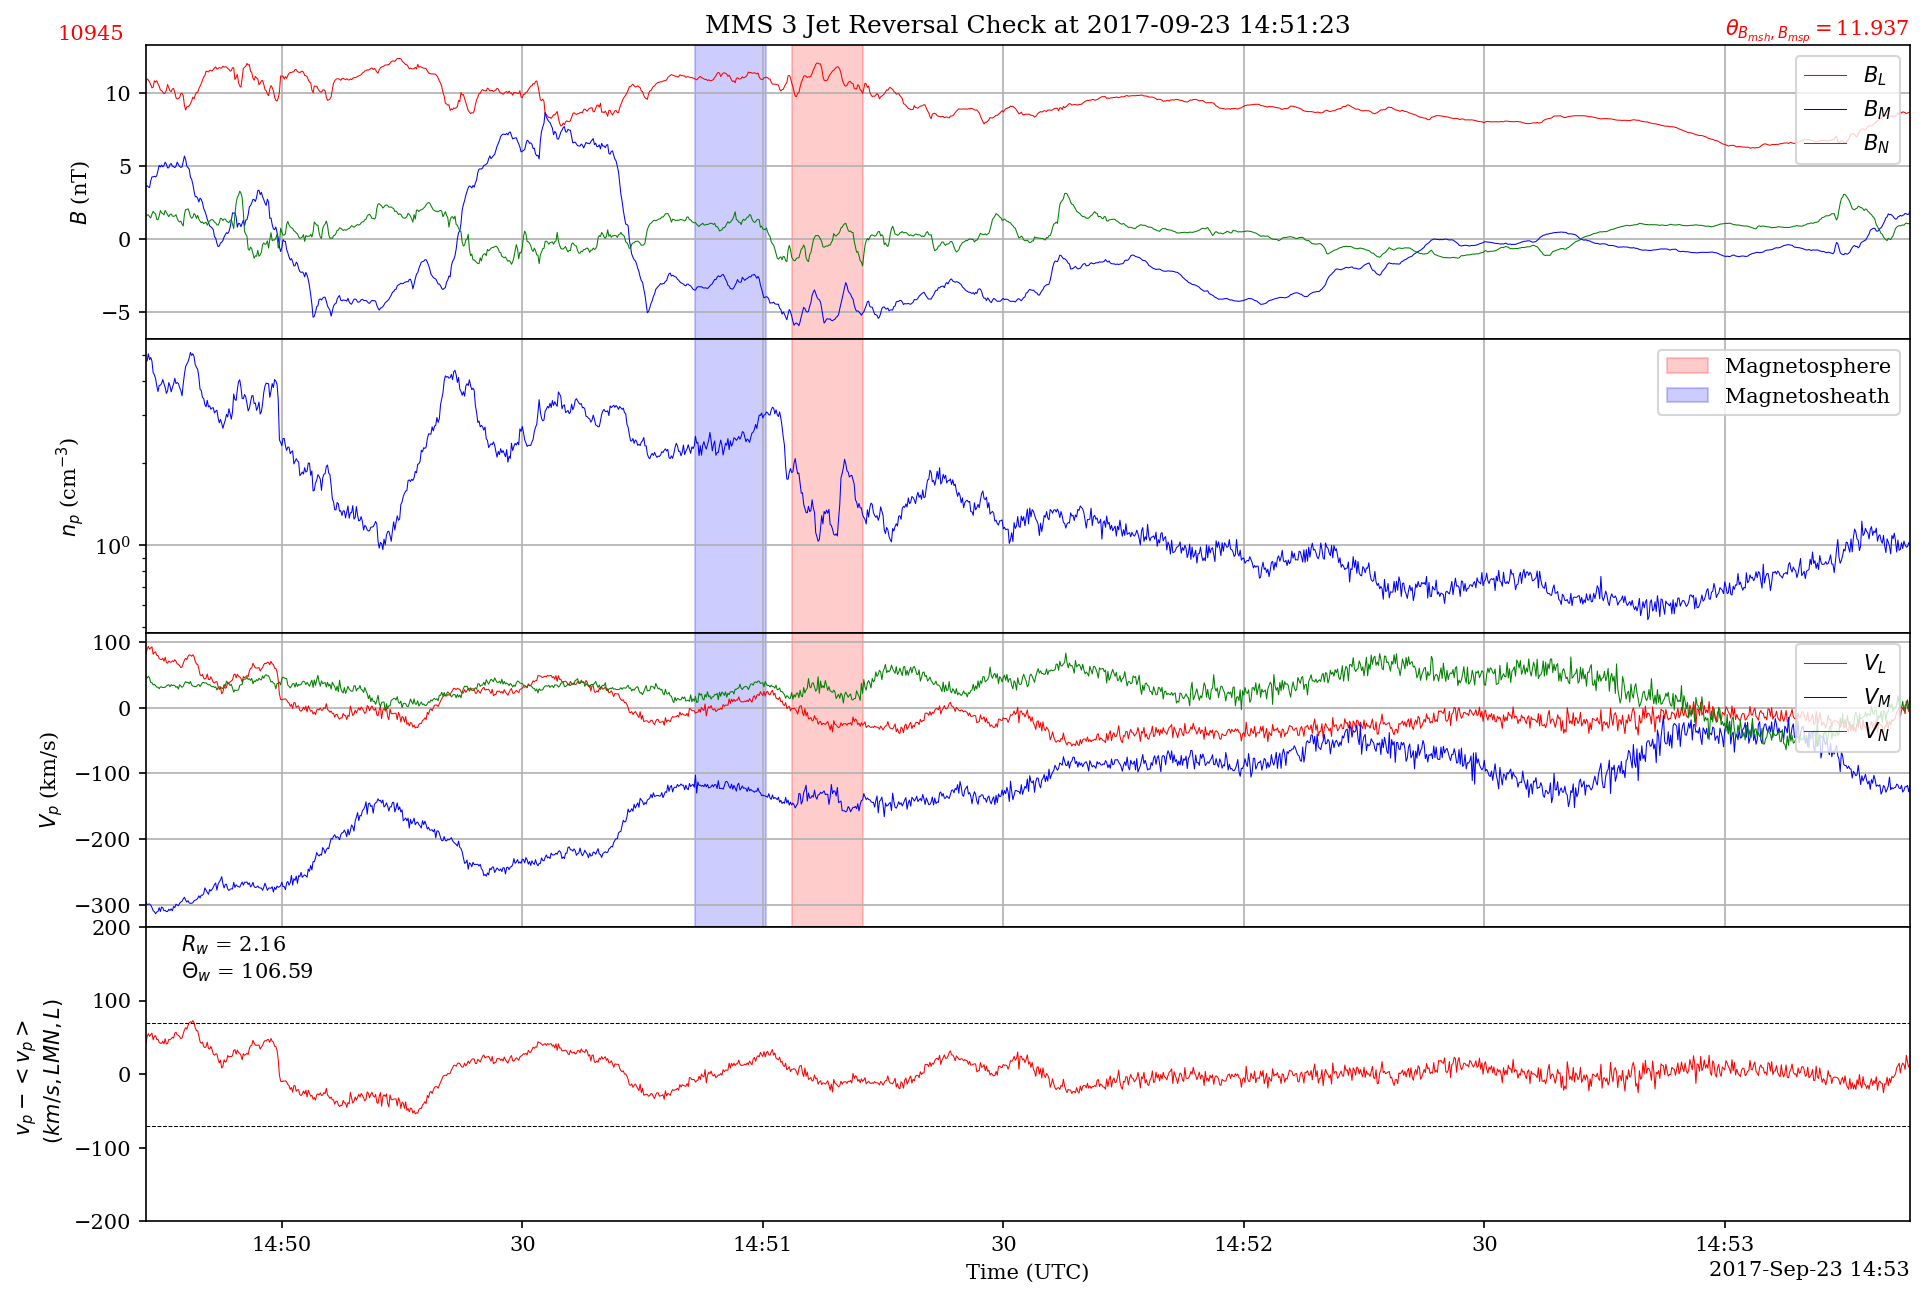 MMS 3 Jet Reversal Check at 2017-09-23 14:51:23
10945
θ_{B_{msh}, B_{msp}} = 11.937
10
5
0
−5
B (nT)
B_L
B_M
B_N
10^0
n_p (cm^{−3})
Magnetosphere
Magnetosheath
100
0
−100
−200
−300
V_p (km/s)
V_L
V_M
V_N
200
100
0
−100
−200
v_p − < v_p >
(km/s, LMN, L)
R_w = 2.16
Θ_w = 106.59
14:50
30
14:51
30
14:52
30
14:53
Time (UTC)
2017-Sep-23 14:53